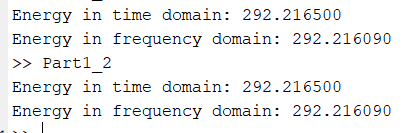 Energy in time domain: 292.216500
Energy in frequency domain: 292.216090
>> Part1_2
Energy in time domain: 292.216500
Energy in frequency domain: 292.216090
>>